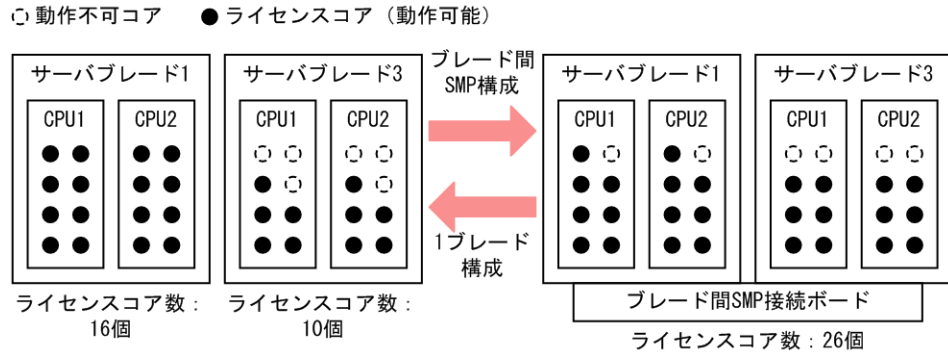 動作不可コア ライセンスコア（動作可能）
サーバブレード1
CPU1 CPU2
ライセンスコア数：
16個
サーバブレード3
CPU1 CPU2
ライセンスコア数：
10個
ブレード間
SMP構成
1ブレード
構成
サーバブレード1
CPU1 CPU2
サーバブレード3
CPU1 CPU2
ブレード間SMP接続ボード
ライセンスコア数：26個